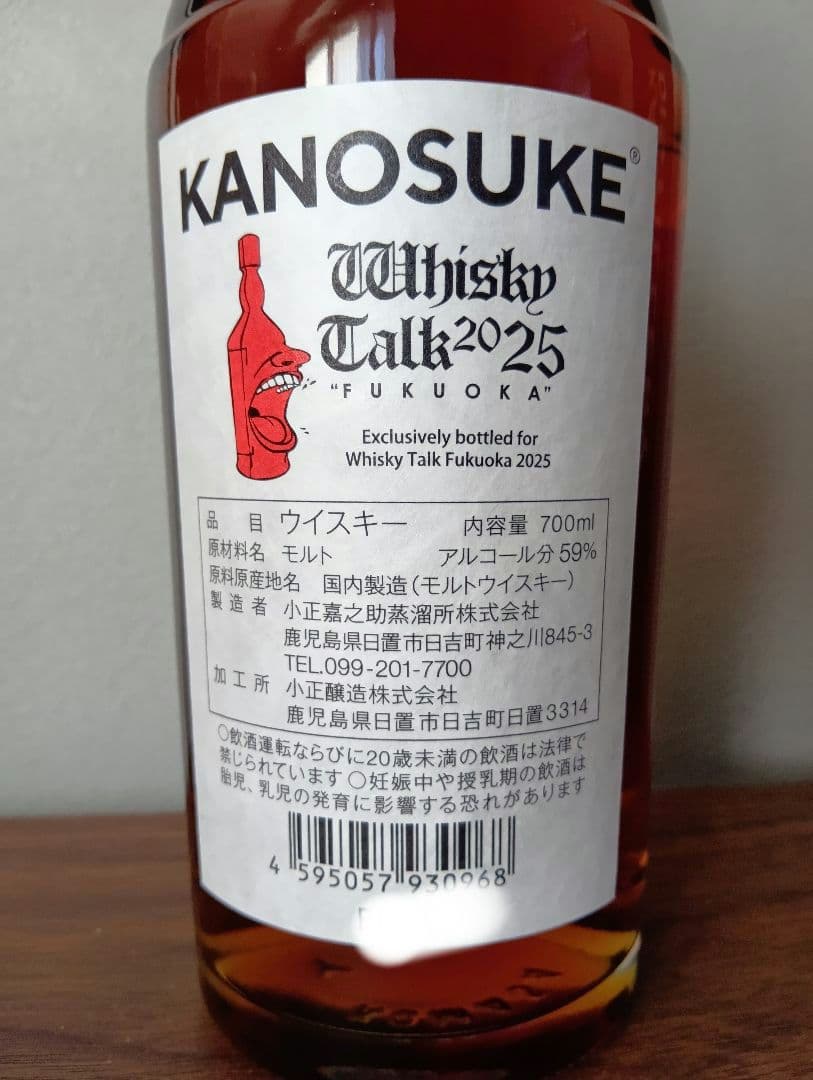 KANOSUKE®
Whisky
Talk 2025
"FUKUOKA"
Exclusively bottled for
Whisky Talk Fukuoka 2025
品目 ウイスキー 内容量 700ml
原材料名 モルト アルコール分 59%
原料原産地名 国内製造（モルトウイスキー）
製造者 小正嘉之助蒸溜所株式会社
鹿児島県日置市日吉町神之川845-3
TEL.099-201-7700
加工所 小正醸造株式会社
鹿児島県日置市日吉町日置3314
○飲酒運転ならびに20歳未満の飲酒は法律で
禁じられています ○妊娠中や授乳期の飲酒は
胎児、乳児の発育に影響する恐れがあります
4 595057 930968